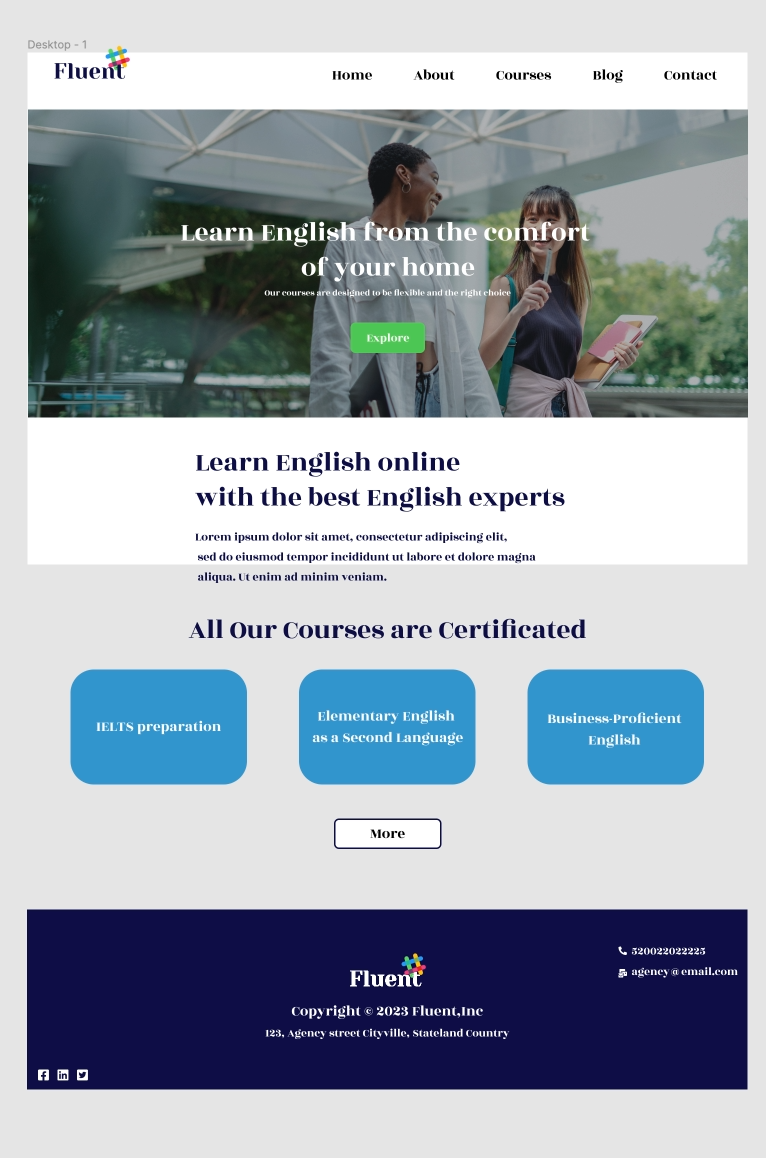 Desktop - 1
Fluent
Home About Courses Blog Contact
Learn English from the comfort
of your home
Our courses are designed to be flexible and the right choice
Explore
Learn English online
with the best English experts
Lorem ipsum dolor sit amet, consectetur adipiscing elit,
sed do eiusmod tempor incididunt ut labore et dolore magna
aliqua. Ut enim ad minim veniam.
All Our Courses are Certificated
IELTS preparation
Elementary English
as a Second Language
Business-Proficient
English
More
520022022225
agency@email.com
Fluent
Copyright © 2023 Fluent,Inc
123, Agency street Cityville, Stateland Country